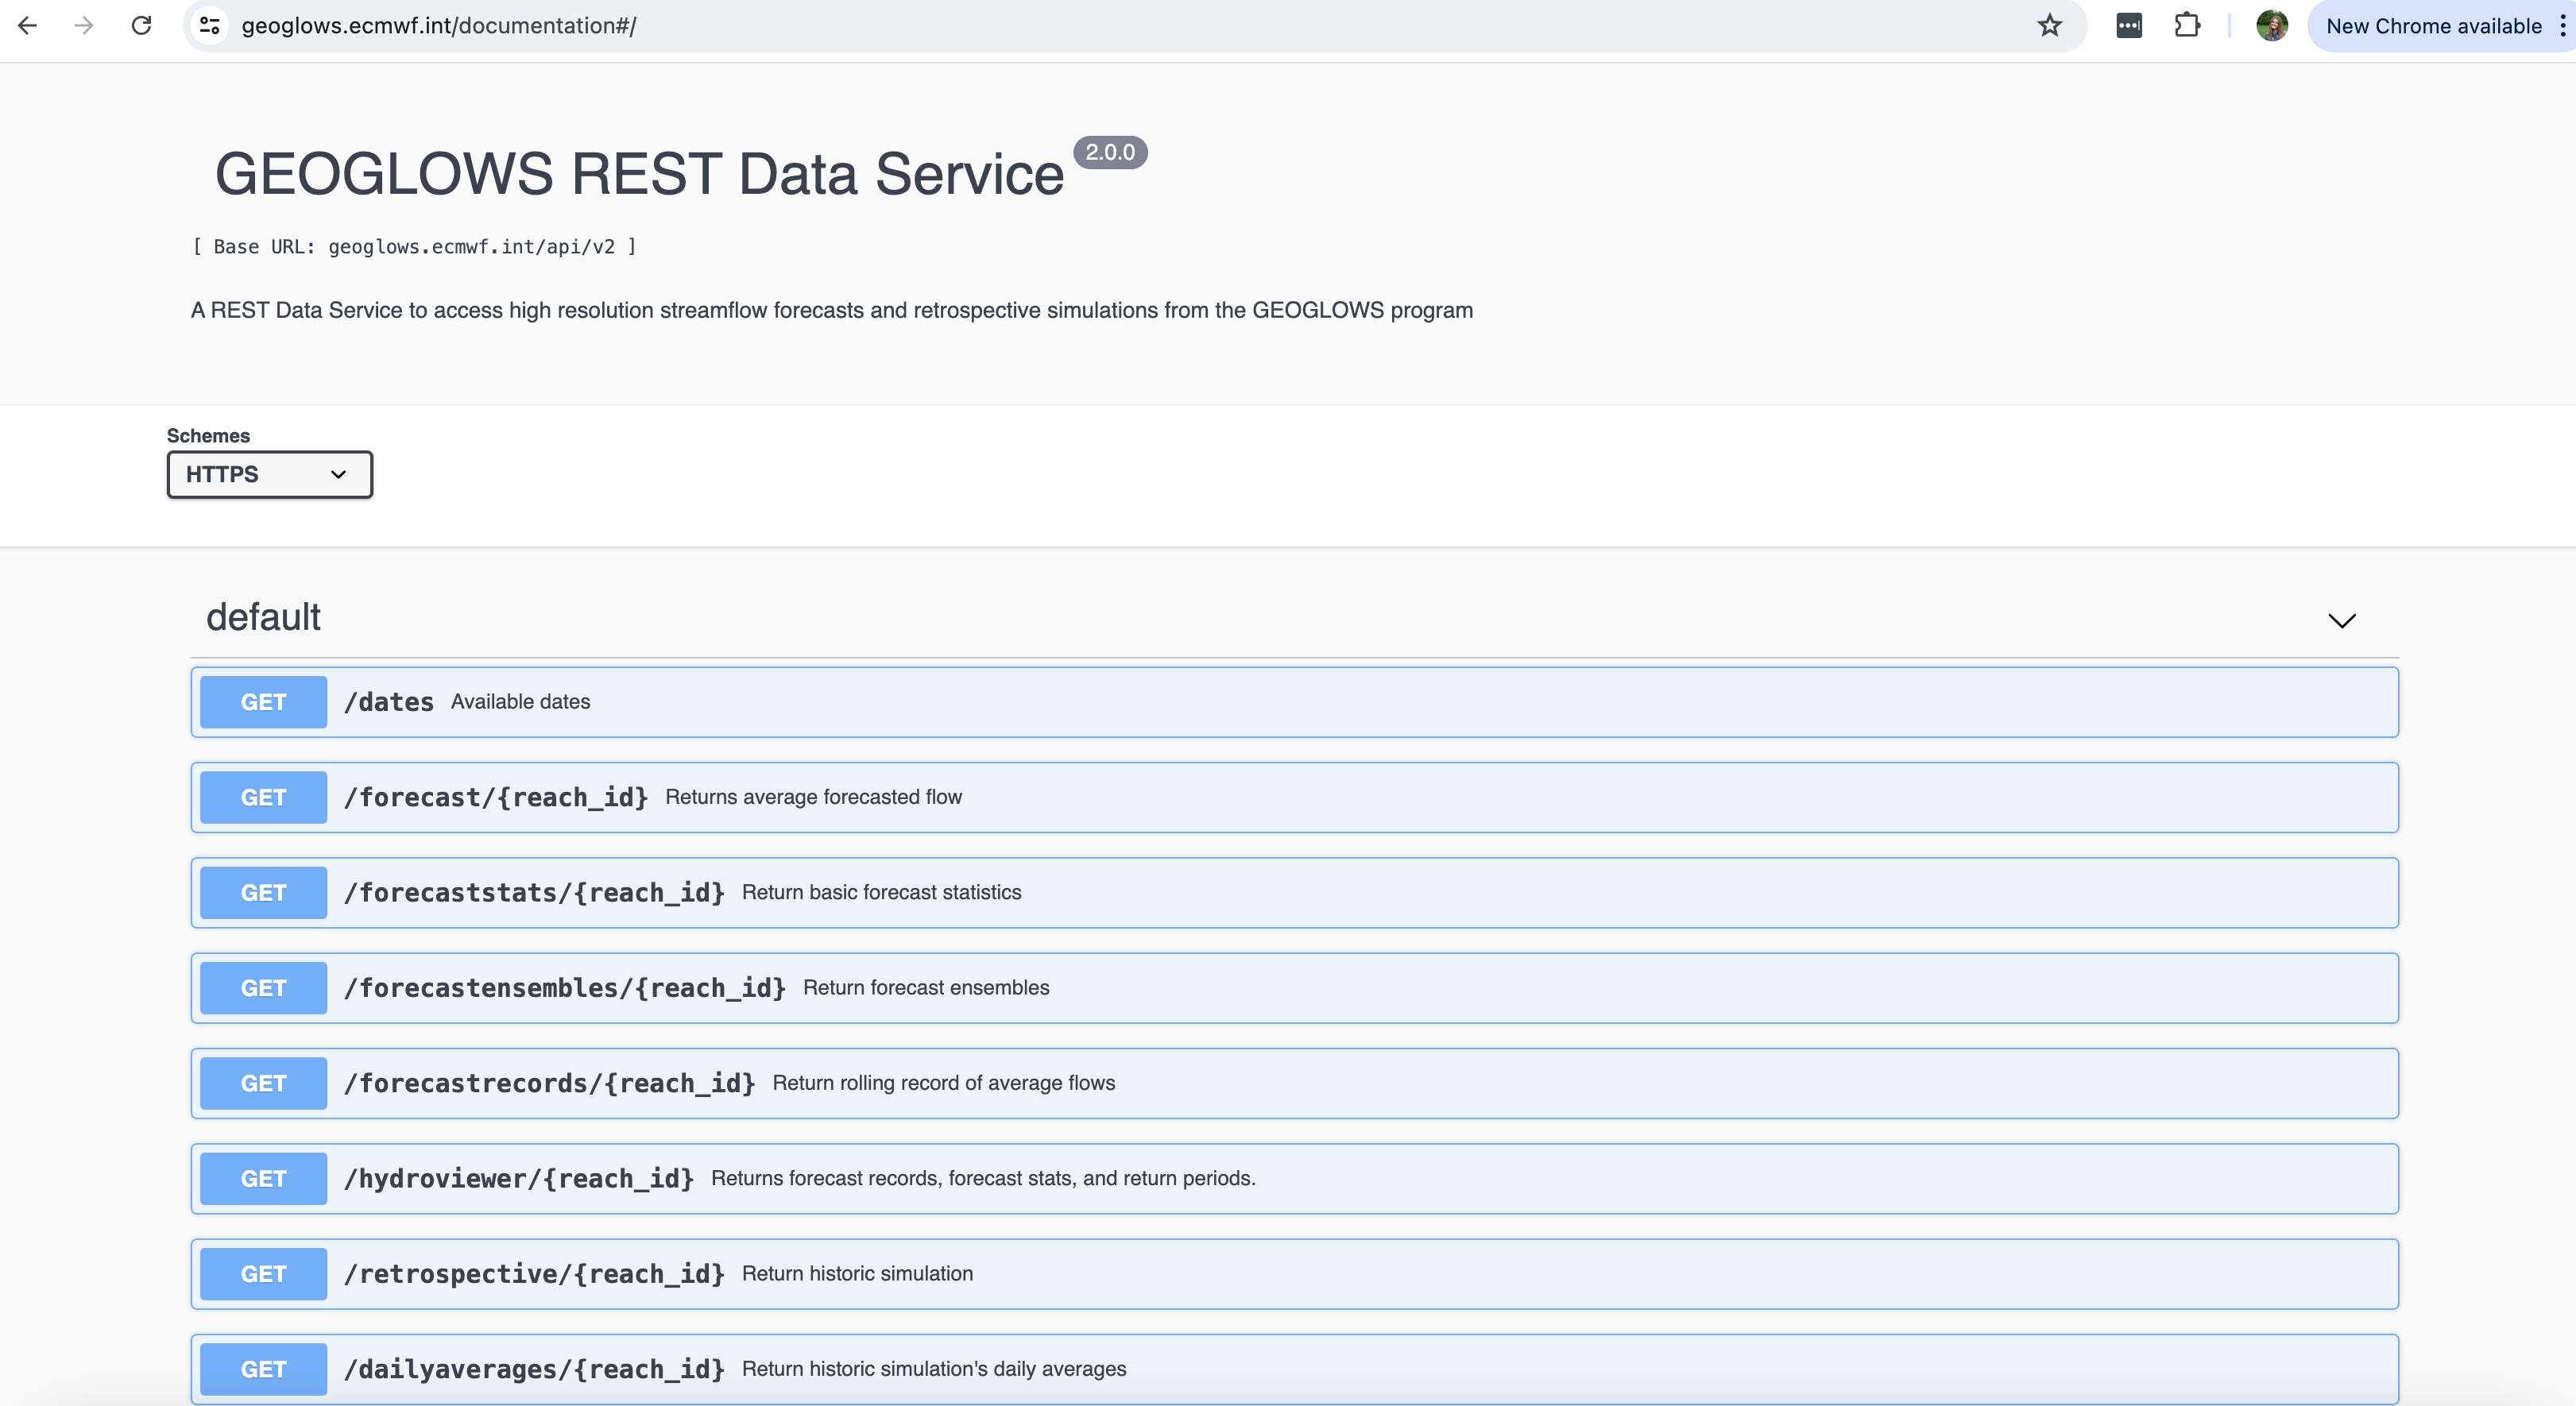 geoglows.ecmwf.int/documentation#/
New Chrome available
GEOGLOWS REST Data Service 2.0.0
[ Base URL: geoglows.ecmwf.int/api/v2 ]
A REST Data Service to access high resolution streamflow forecasts and retrospective simulations from the GEOGLOWS program
Schemes
HTTPS
default
GET /dates Available dates
GET /forecast/{reach_id} Returns average forecasted flow
GET /forecaststats/{reach_id} Return basic forecast statistics
GET /forecastensembles/{reach_id} Return forecast ensembles
GET /forecastrecords/{reach_id} Return rolling record of average flows
GET /hydroviewer/{reach_id} Returns forecast records, forecast stats, and return periods.
GET /retrospective/{reach_id} Return historic simulation
GET /dailyaverages/{reach_id} Return historic simulation's daily averages